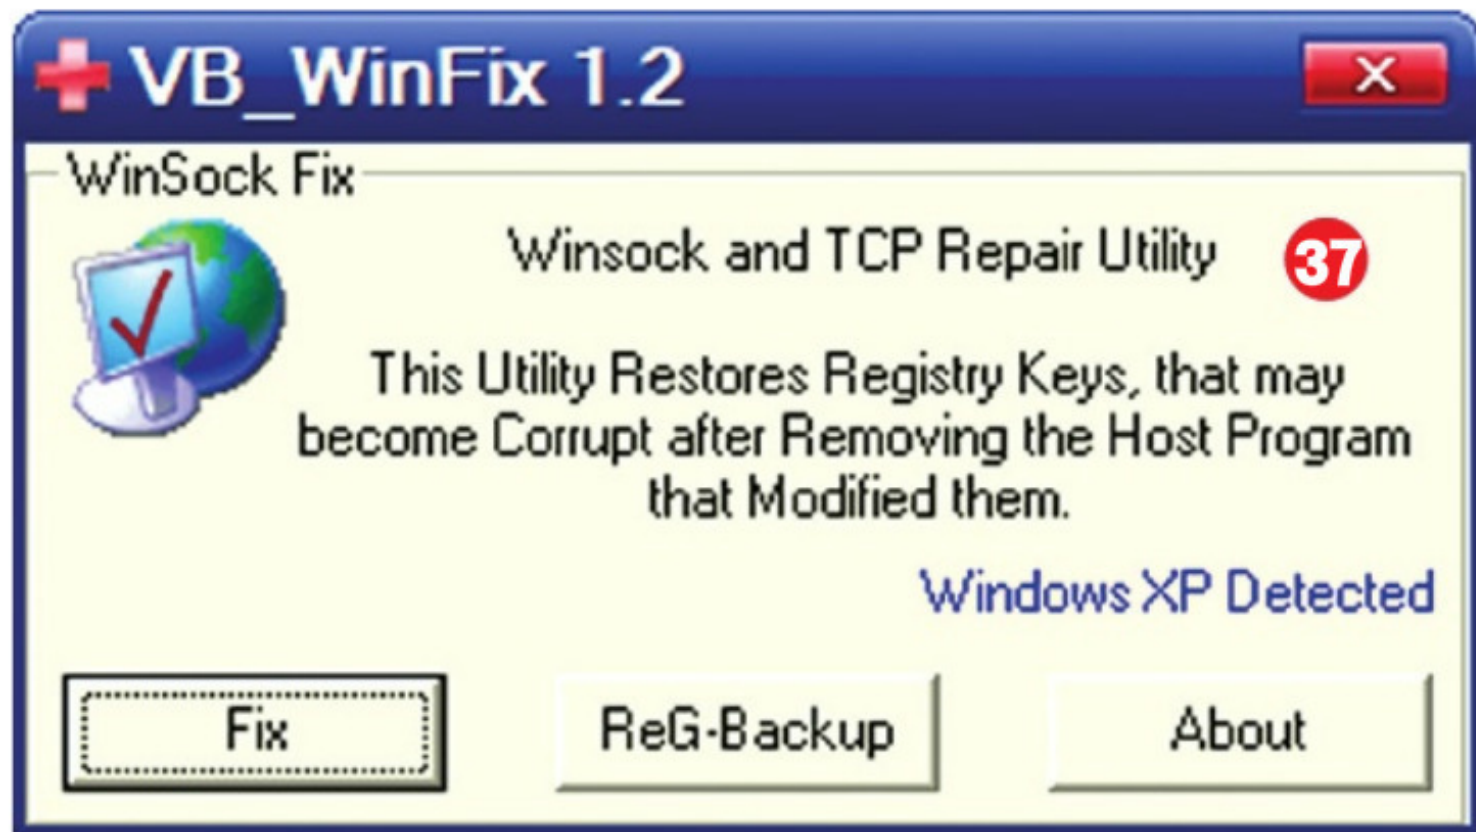 VB_WinFix 1.2
WinSock Fix
Winsock and TCP Repair Utility
37
This Utility Restores Registry Keys, that may
become Corrupt after Removing the Host Program
that Modified them.
Windows XP Detected
Fix
ReG-Backup
About